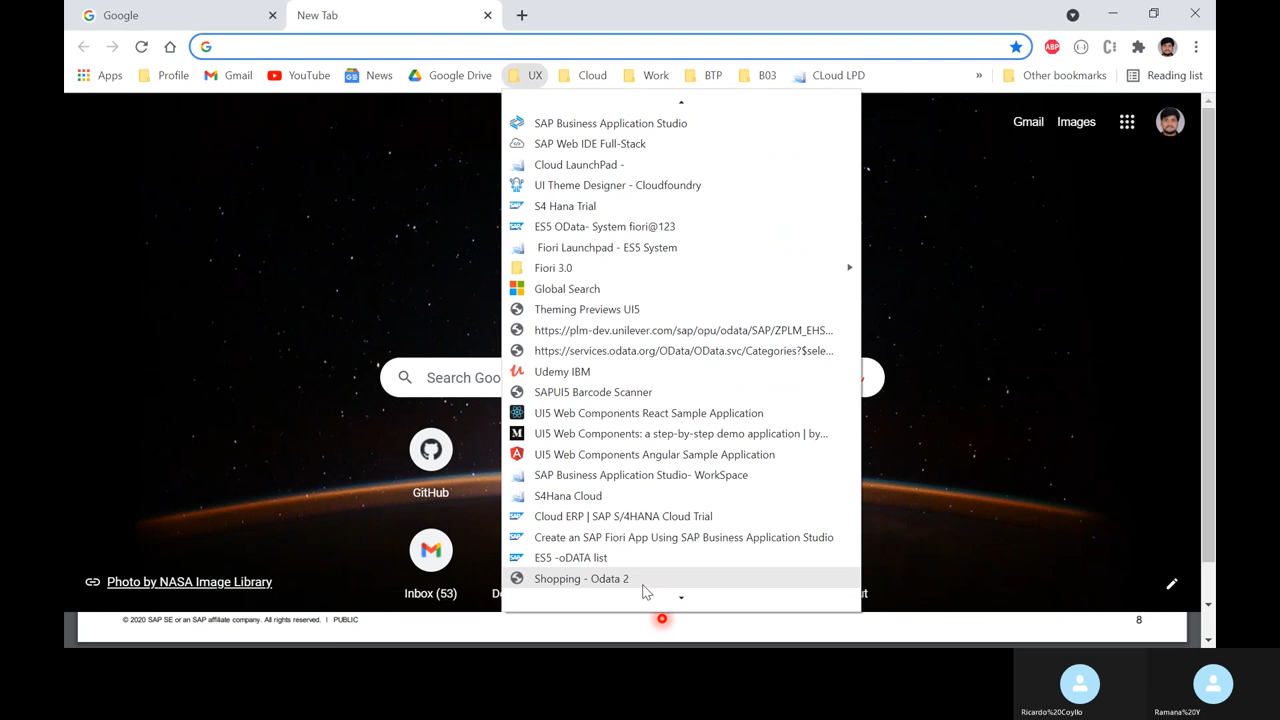 Google
New Tab
Apps Profile Gmail YouTube News Google Drive UX Cloud Work BTP B03 CLoud LPD » Other bookmarks Reading list
Gmail Images
SAP Business Application Studio
SAP Web IDE Full-Stack
Cloud LaunchPad -
UI Theme Designer - Cloudfoundry
S4 Hana Trial
ES5 OData- System fiori@123
Fiori Launchpad - ES5 System
Fiori 3.0
Global Search
Theming Previews UI5
https://plm-dev.unilever.com/sap/opu/odata/SAP/ZPLM_EHS...
https://services.odata.org/OData/OData.svc/Categories?$sele...
Udemy IBM
SAPUI5 Barcode Scanner
UI5 Web Components React Sample Application
UI5 Web Components: a step-by-step demo application | by...
UI5 Web Components Angular Sample Application
SAP Business Application Studio- WorkSpace
S4Hana Cloud
Cloud ERP | SAP S/4HANA Cloud Trial
Create an SAP Fiori App Using SAP Business Application Studio
ES5 -oDATA list
Shopping - Odata 2
Search Goo
GitHub
Inbox (53)
Photo by NASA Image Library
© 2020 SAP SE or an SAP affiliate company. All rights reserved. | PUBLIC
8
Ricardo%20Coyllo
Ramana%20Y
ABP